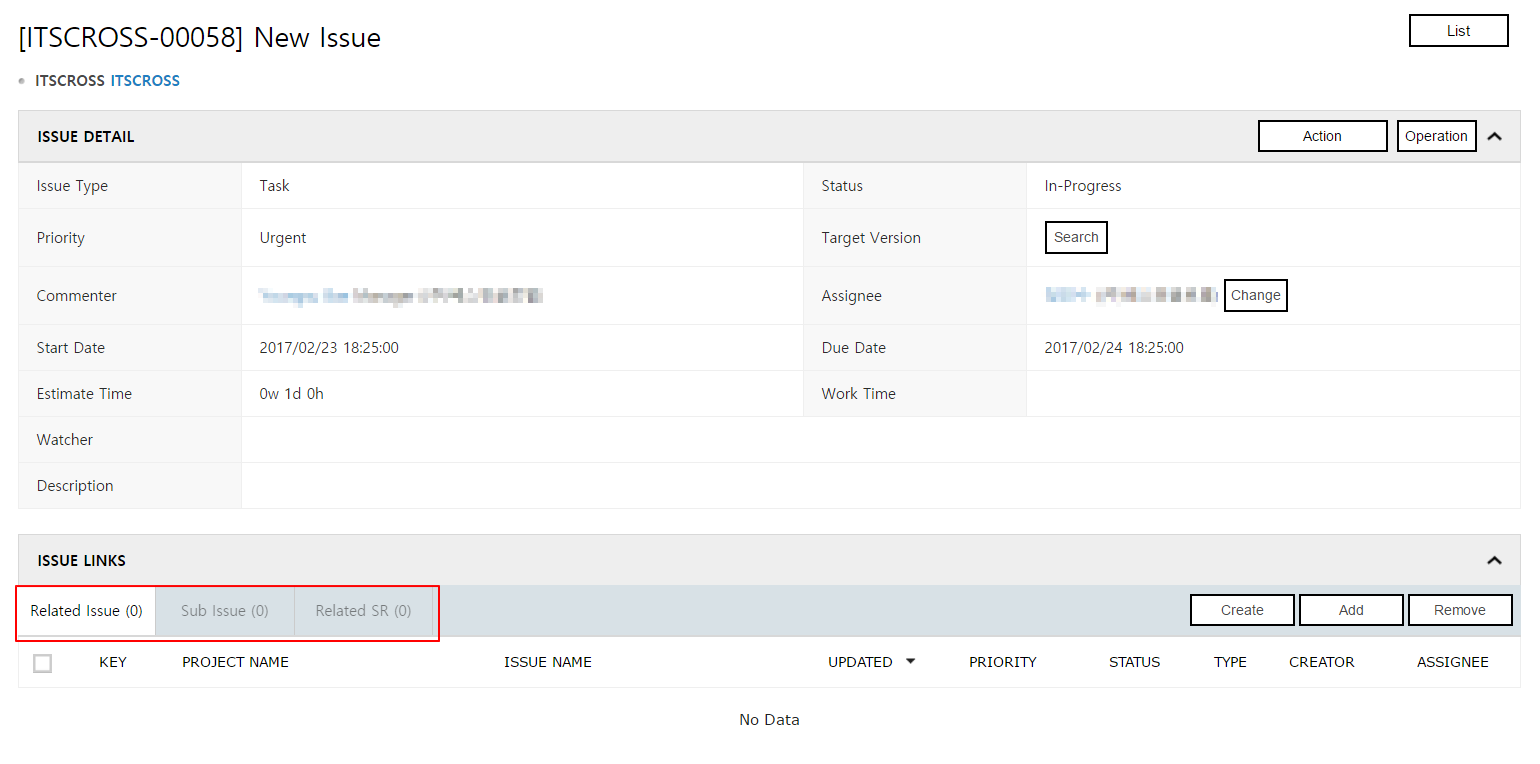 [ITSCROSS-00058] New Issue
List
ITSCROSS ITSCROSS
ISSUE DETAIL
Action
Operation
Issue Type
Task
Status
In-Progress
Priority
Urgent
Target Version
Search
Commenter
Assignee
Change
Start Date
2017/02/23 18:25:00
Due Date
2017/02/24 18:25:00
Estimate Time
0w 1d 0h
Work Time
Watcher
Description
ISSUE LINKS
Related Issue (0)
Sub Issue (0)
Related SR (0)
Create
Add
Remove
KEY
PROJECT NAME
ISSUE NAME
UPDATED
PRIORITY
STATUS
TYPE
CREATOR
ASSIGNEE
No Data